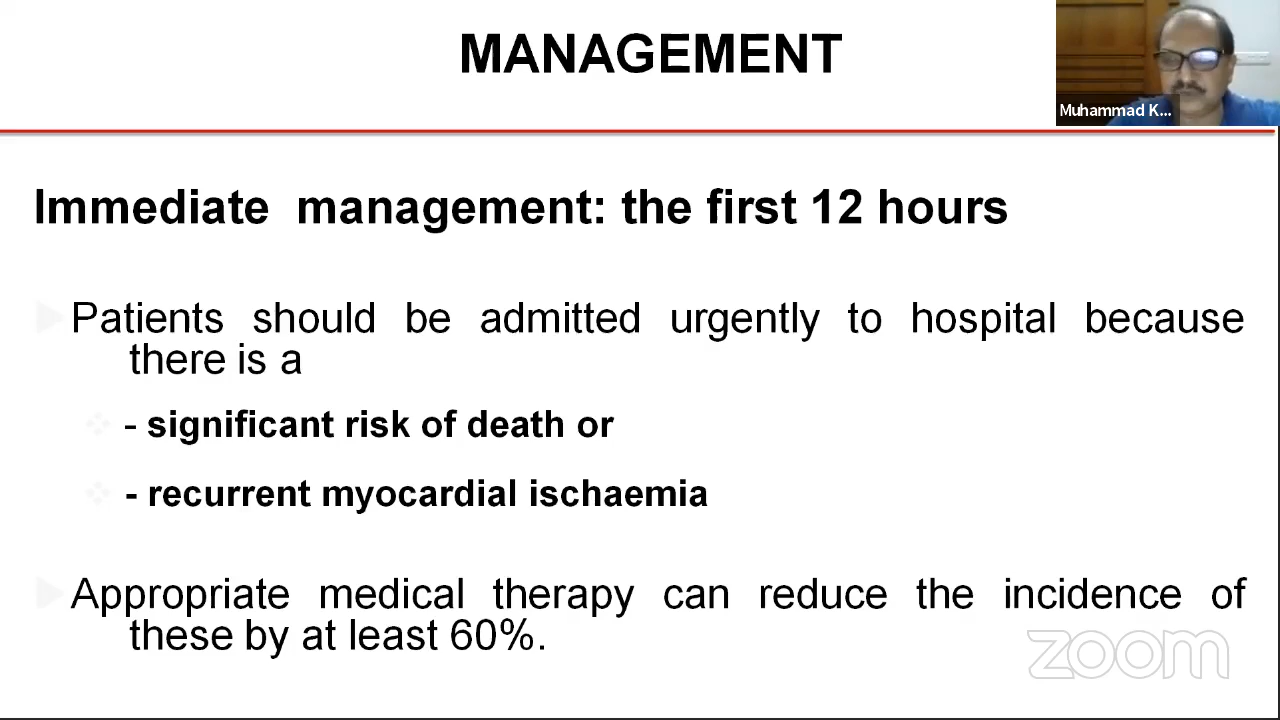 MANAGEMENT
Muhammad K...
Immediate management: the first 12 hours
Patients should be admitted urgently to hospital because
there is a
- significant risk of death or
- recurrent myocardial ischaemia
Appropriate medical therapy can reduce the incidence of
these by at least 60%.
zoom